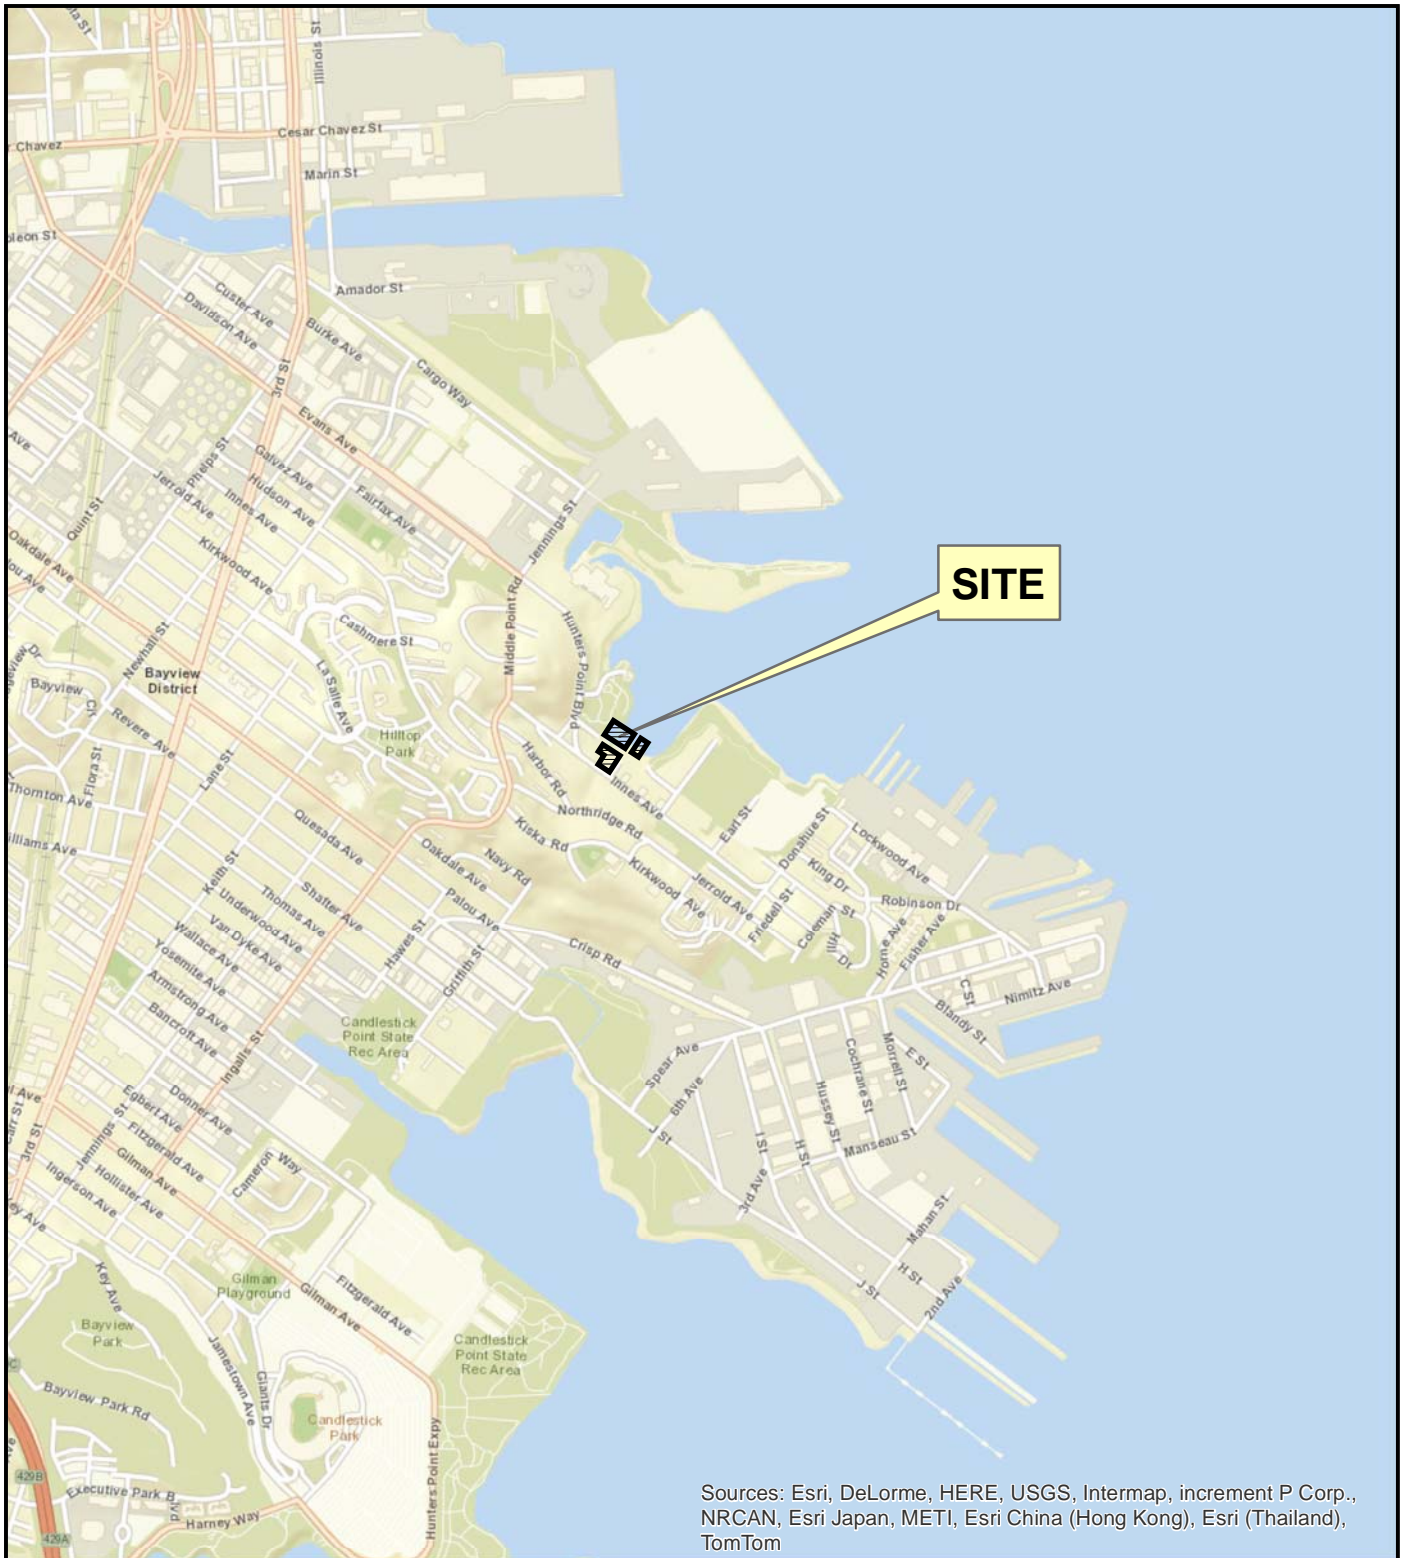 Illinois St
Cesar Chavez St
Chavez
Marin St
Amador St
Custer Ave
Davidson Ave
Burke Ave
3rd St
Cargo Way
Evans Ave
Ave
Phelps St
Galvez Ave
Jerrold Ave
Hudson Ave
Innes Ave
Fairfax Ave
Quint St
Jennings St
Oakdale Ave
Kirkwood Ave
SITE
Middle Point Rd
Hunters Point Blvd
Cashmere St
Newhall St
La Salle Ave
Bayview
Bayview
District
Revere Ave
Hilltop
Park
Flora St
Lane St
Harbor Rd
Innes Ave
Thornton Ave
Northridge Rd
Earl St
Donahue St
Quesada Ave
Kiska Rd
Lockwood Ave
illiams Ave
Oakdale Ave
Navy Rd
Kirkwood Ave
King Dr
Keith St
Jerrold Ave
Underwood Ave
Thomas Ave
Shafter Ave
Palou Ave
Friedell St
Coleman St
Robinson Dr
Hill Dr
Horne Ave
Fisher Ave
Van Dyke Ave
Wallace Ave
Yosemite Ave
Hawes St
Griffith St
Crisp Rd
Armstrong Ave
C St
Nimitz Ave
Bancroft Ave
Blandy St
Candlestick
Point State
Rec Area
Ingalls St
Spear Ave
E St
Morrell St
Cochrane St
Hussey St
6th Ave
Egbert Ave
Donner Ave
3rd St
Jennings St
Fitzgerald Ave
J St
I St
H St
Manseau St
Gilman Ave
Cameron Way
Ingerson Ave
Hollister Ave
3rd Ave
Mahan St
Key Ave
Gilman
Playground
Gilman Ave
Fitzgerald Ave
J St
H St
2nd Ave
Bayview
Park
Candlestick
Point State
Rec Area
Jamestown Ave
Giants Dr
Bayview Park Rd
Candlestick
Park
Hunters Point Expy
429B
Executive Park Blvd
Harney Way
429A
Sources: Esri, DeLorme, HERE, USGS, Intermap, increment P Corp.,
NRCAN, Esri Japan, METI, Esri China (Hong Kong), Esri (Thailand),
TomTom